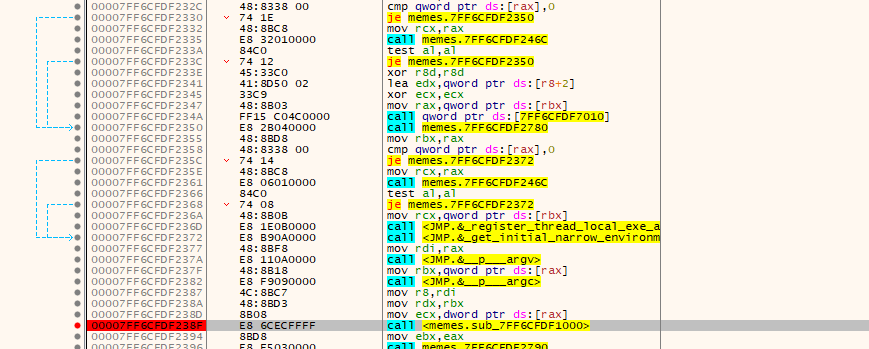 00007FF6CFDF232C 48:8338 00 cmp qword ptr ds:[rax],0
00007FF6CFDF2330 74 1E je memes.7FF6CFDF2350
00007FF6CFDF2332 48:8BC8 mov rcx,rax
00007FF6CFDF2335 E8 32010000 call memes.7FF6CFDF246C
00007FF6CFDF233A 84C0 test al,al
00007FF6CFDF233C 74 12 je memes.7FF6CFDF2350
00007FF6CFDF233E 45:33C0 xor r8d,r8d
00007FF6CFDF2341 41:8D50 02 lea edx,qword ptr ds:[r8+2]
00007FF6CFDF2345 33C9 xor ecx,ecx
00007FF6CFDF2347 48:8B03 mov rax,qword ptr ds:[rbx]
00007FF6CFDF234A FF15 C04C0000 call qword ptr ds:[7FF6CFDF7010]
00007FF6CFDF2350 E8 2B040000 call memes.7FF6CFDF2780
00007FF6CFDF2355 48:8BD8 mov rbx,rax
00007FF6CFDF2358 48:8338 00 cmp qword ptr ds:[rax],0
00007FF6CFDF235C 74 14 je memes.7FF6CFDF2372
00007FF6CFDF235E 48:8BC8 mov rcx,rax
00007FF6CFDF2361 E8 06010000 call memes.7FF6CFDF246C
00007FF6CFDF2366 84C0 test al,al
00007FF6CFDF2368 74 08 je memes.7FF6CFDF2372
00007FF6CFDF236A 48:8B0B mov rcx,qword ptr ds:[rbx]
00007FF6CFDF236D E8 1E0B0000 call <JMP.&_register_thread_local_exe_a
00007FF6CFDF2372 E8 B90A0000 call <JMP.&_get_initial_narrow_environm
00007FF6CFDF2377 48:8BF8 mov rdi,rax
00007FF6CFDF237A E8 110A0000 call <JMP.&__p___argv>
00007FF6CFDF237F 48:8B18 mov rbx,qword ptr ds:[rax]
00007FF6CFDF2382 E8 F9090000 call <JMP.&__p___argc>
00007FF6CFDF2387 4C:8BC7 mov r8,rdi
00007FF6CFDF238A 48:8BD3 mov rdx,rbx
00007FF6CFDF238D 8B08 mov ecx,dword ptr ds:[rax]
00007FF6CFDF238F E8 6CECFFFF call <memes.sub_7FF6CFDF1000>
00007FF6CFDF2394 8BD8 mov ebx,eax
00007FF6CFDF2396 E8 F5030000 call memes.7FF6CFDF2790